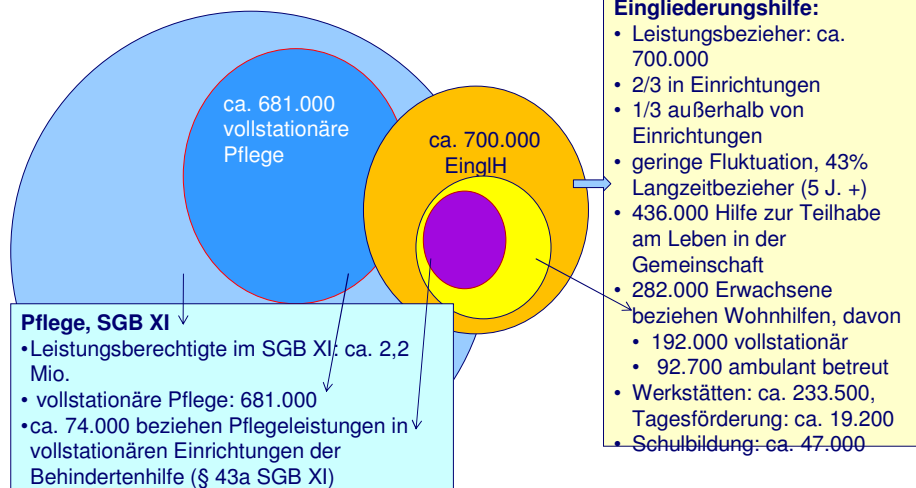 ca. 681.000
vollstationäre
Pflege
ca. 700.000
EinglH
Eingliederungshilfe:
• Leistungsbezieher: ca.
700.000
• 2/3 in Einrichtungen
• 1/3 außerhalb von
Einrichtungen
• geringe Fluktuation, 43%
Langzeitbezieher (5 J. +)
• 436.000 Hilfe zur Teilhabe
am Leben in der
Gemeinschaft
• 282.000 Erwachsene
beziehen Wohnhilfen, davon
• 192.000 vollstationär
• 92.700 ambulant betreut
• Werkstätten: ca. 233.500,
Tagesförderung: ca. 19.200
• Schulbildung: ca. 47.000
Pflege, SGB XI
•Leistungsberechtigte im SGB XI: ca. 2,2
Mio.
• vollstationäre Pflege: 681.000
•ca. 74.000 beziehen Pflegeleistungen in
vollstationären Einrichtungen der
Behindertenhilfe (§ 43a SGB XI)